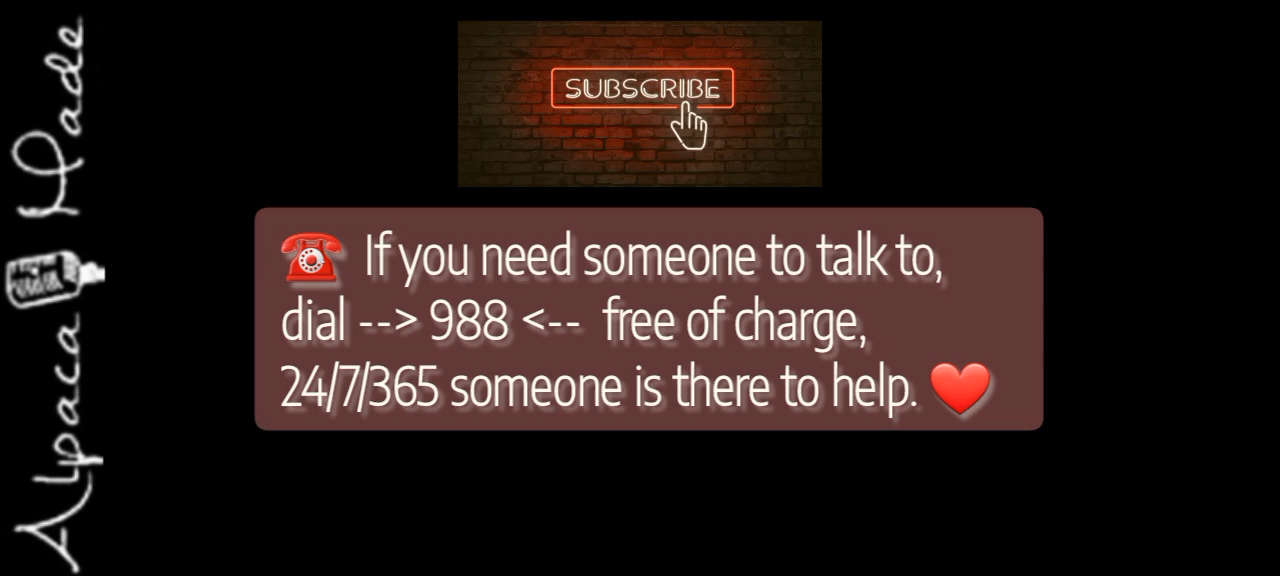 Alpaca Made
SUBSCRIBE
☎️ If you need someone to talk to,
dial --> 988 <-- free of charge,
24/7/365 someone is there to help. ❤️